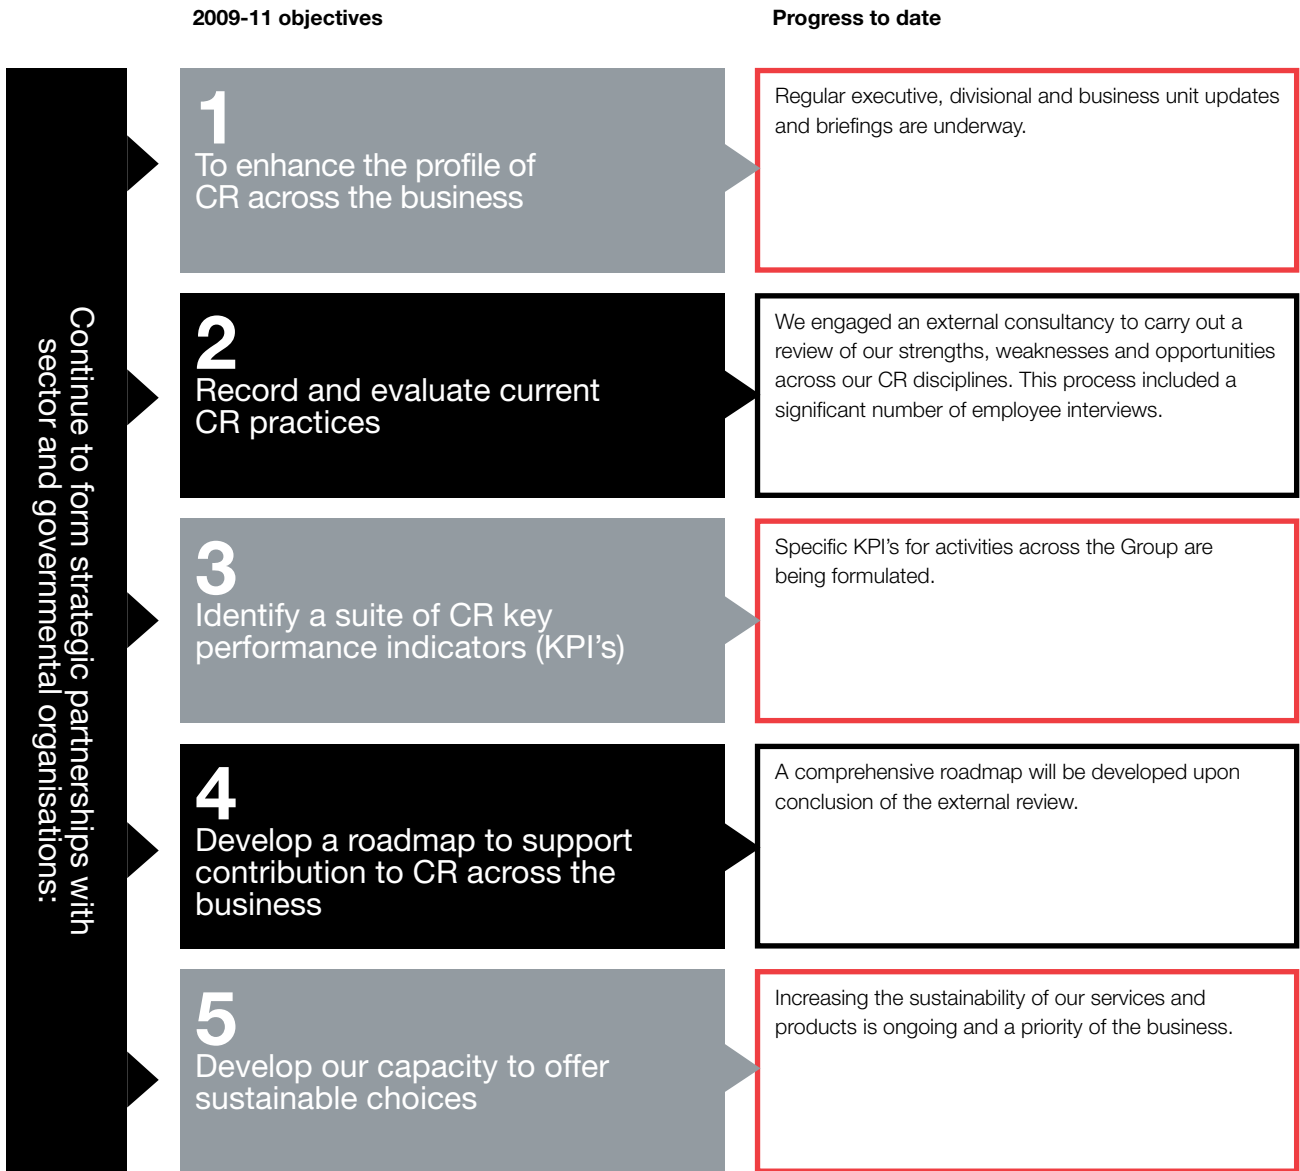 2009-11 objectives
Progress to date
Continue to form strategic partnerships with
sector and governmental organisations:
1
To enhance the profile of
CR across the business
Regular executive, divisional and business unit updates
and briefings are underway.
2
Record and evaluate current
CR practices
We engaged an external consultancy to carry out a
review of our strengths, weaknesses and opportunities
across our CR disciplines. This process included a
significant number of employee interviews.
3
Identify a suite of CR key
performance indicators (KPI's)
Specific KPI's for activities across the Group are
being formulated.
4
Develop a roadmap to support
contribution to CR across the
business
A comprehensive roadmap will be developed upon
conclusion of the external review.
5
Develop our capacity to offer
sustainable choices
Increasing the sustainability of our services and
products is ongoing and a priority of the business.